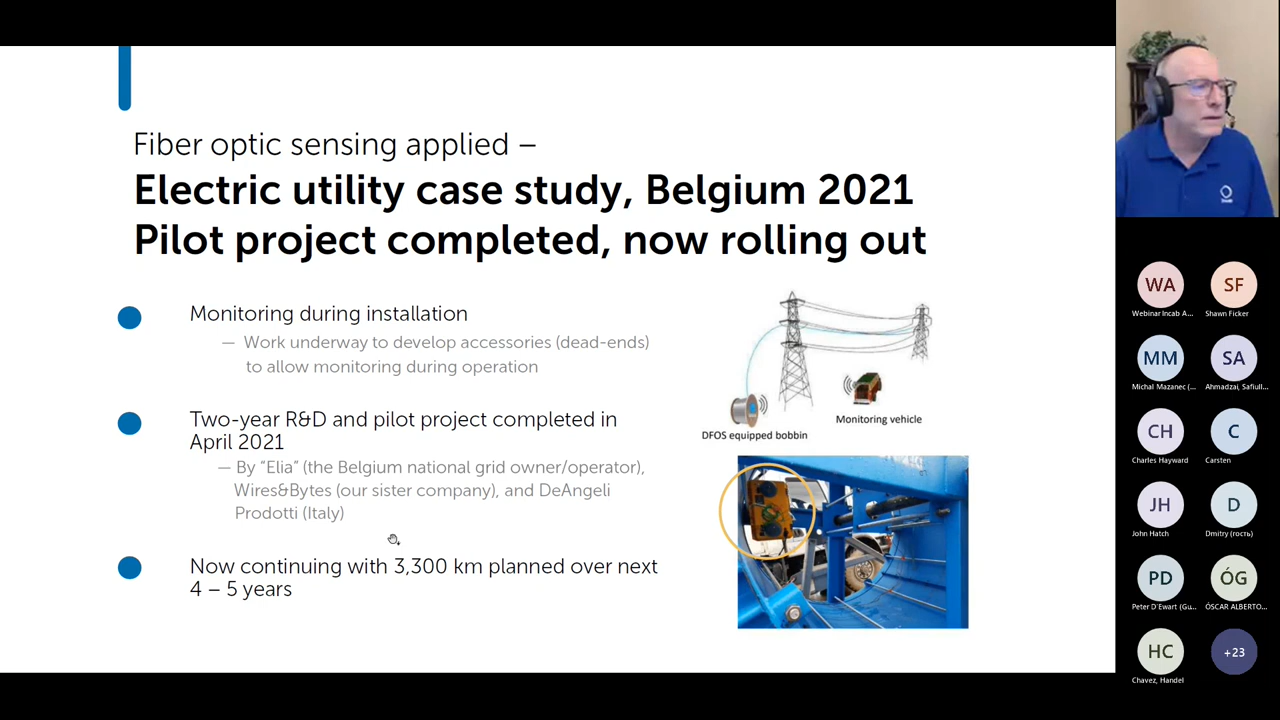 Fiber optic sensing applied –
Electric utility case study, Belgium 2021
Pilot project completed, now rolling out
Monitoring during installation
— Work underway to develop accessories (dead-ends)
to allow monitoring during operation
Two-year R&D and pilot project completed in
April 2021
— By “Elia” (the Belgium national grid owner/operator),
Wires&Bytes (our sister company), and DeAngeli
Prodotti (Italy)
Now continuing with 3,300 km planned over next
4 – 5 years
Monitoring vehicle
DFOS equipped bobbin
WA
SF
Webinar Incab A...
Shawn Ficker
MM
SA
Michal Mazanec (...
Ahmadzai, Safiull...
CH
C
Charles Hayward
Carsten
JH
D
John Hatch
Dmitry (гость)
PD
ÓG
Peter D'Ewart (Gu...
ÓSCAR ALBERTO...
HC
+23
Chavez, Handel